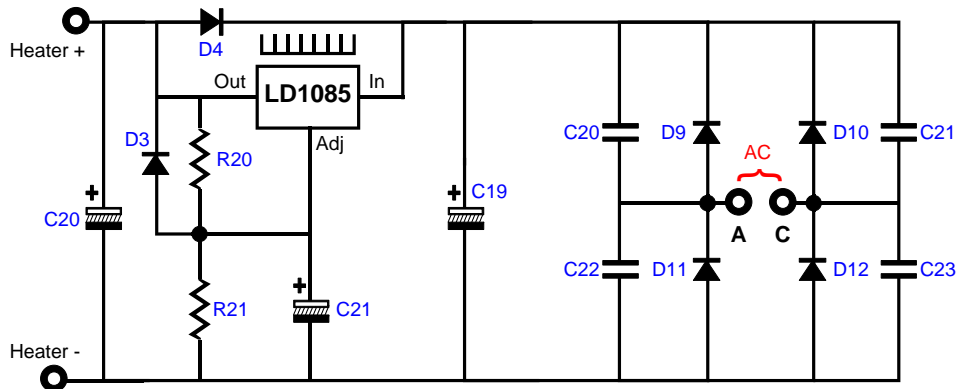 Heater +
D4
Out
LD1085
In
D3
Adj
R20
C20
+
C19
+
C20
D9
D10
C21
AC
A
C
C22
D11
D12
C23
R21
+
C21
Heater -